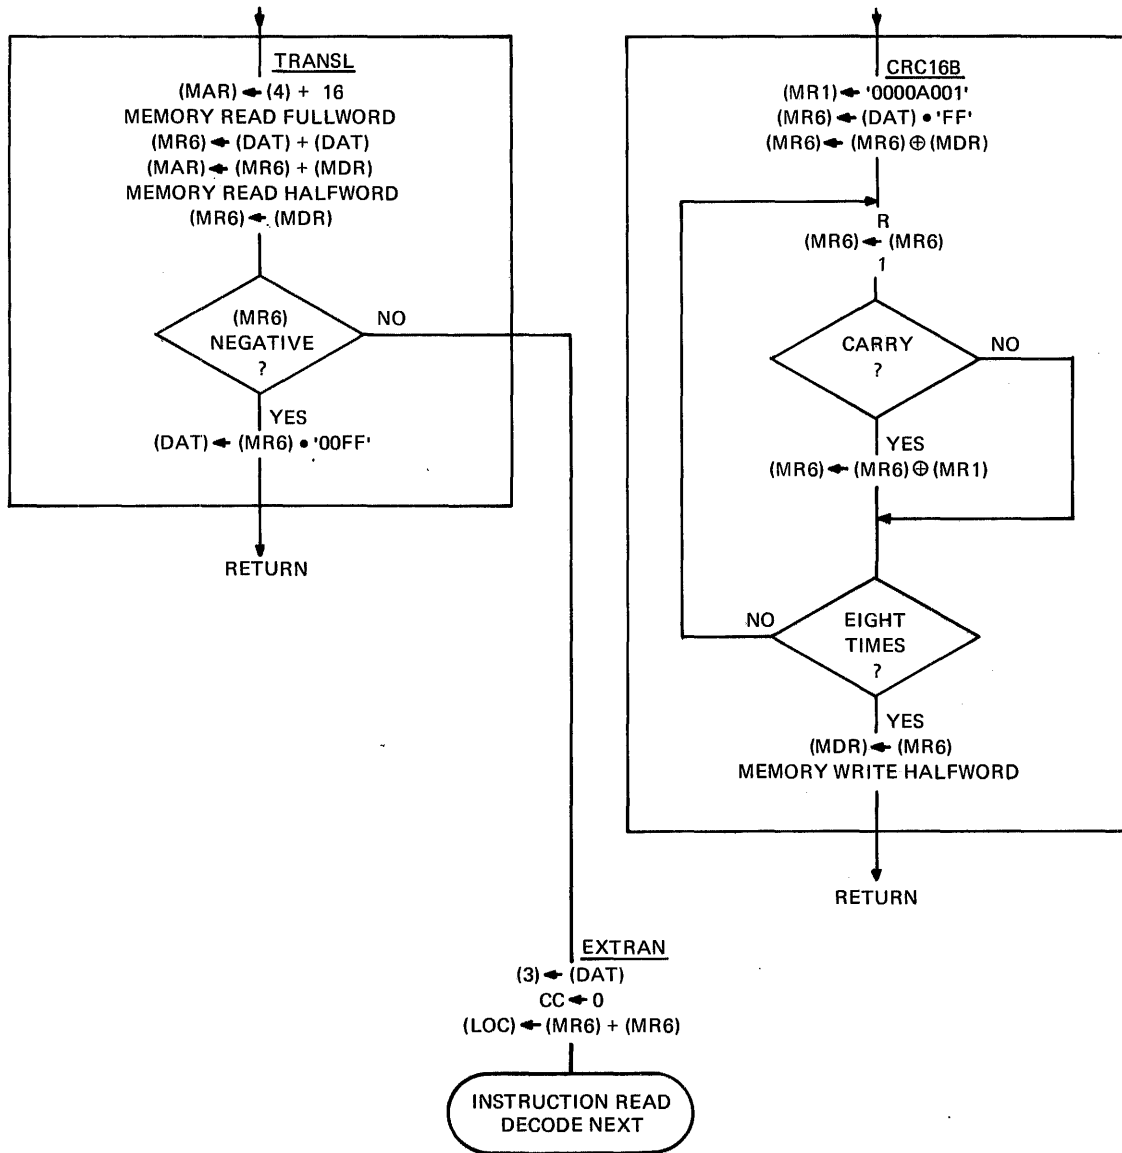 TRANSL
(MAR) ← (4) + 16
MEMORY READ FULLWORD
(MR6) ← (DAT) + (DAT)
(MAR) ← (MR6) + (MDR)
MEMORY READ HALFWORD
(MR6) ← (MDR)
(MR6)
NEGATIVE
?
NO
YES
(DAT) ← (MR6) • '00FF'
RETURN
CRC16B
(MR1) ← '0000A001'
(MR6) ← (DAT) • 'FF'
(MR6) ← (MR6) ⊕ (MDR)
R
(MR6) ← (MR6)
1
CARRY
?
NO
YES
(MR6) ← (MR6) ⊕ (MR1)
EIGHT
TIMES
?
NO
YES
(MDR) ← (MR6)
MEMORY WRITE HALFWORD
RETURN
EXTRAN
(3) ← (DAT)
CC ← 0
(LOC) ← (MR6) + (MR6)
INSTRUCTION READ
DECODE NEXT